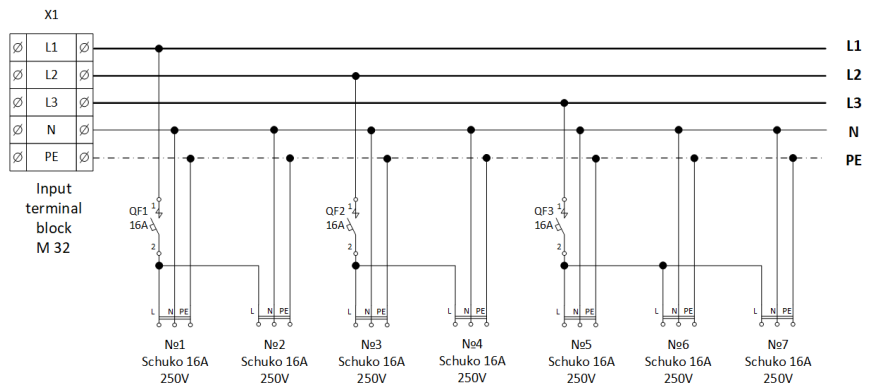 X1
L1
L2
L3
N
PE
L1
L2
L3
N
PE
Input
terminal
block
M 32
QF1
16A
1
2
QF2
16A
1
2
QF3
16A
1
2
L N PE
L N PE
L N PE
L N PE
L N PE
L N PE
L N PE
№1
Schuko 16A
250V
№2
Schuko 16A
250V
№3
Schuko 16A
250V
№4
Schuko 16A
250V
№5
Schuko 16A
250V
№6
Schuko 16A
250V
№7
Schuko 16A
250V